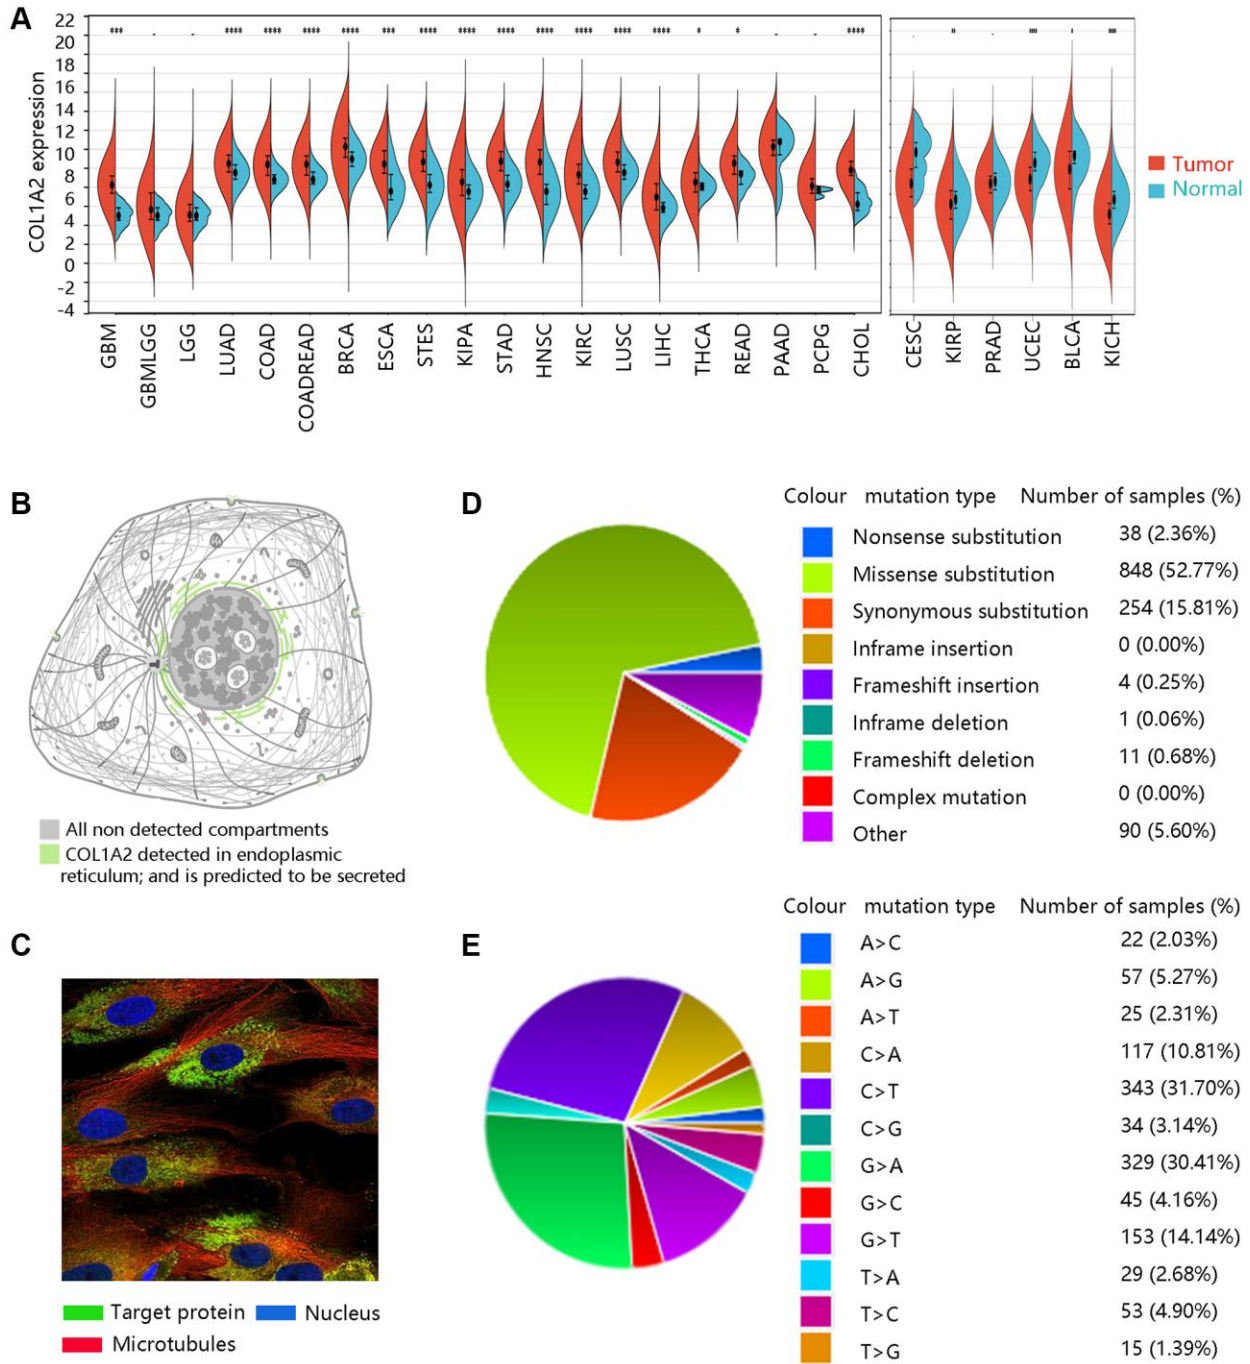 A
COL1A2 expression
22
20
18
16
14
12
10
8
6
4
2
0
-2
-4
*** - - **** **** **** **** *** **** **** **** **** **** **** **** * * - - ****
GBM
GBMLGG
LGG
LUAD
COAD
COADREAD
BRCA
ESCA
STES
KIPA
STAD
HNSC
KIRC
LUSC
LIHC
THCA
READ
PAAD
PCPG
CHOL
CESC
KIRP
PRAD
UCEC
BLCA
KICH
Tumor
Normal
B
All non detected compartments
COL1A2 detected in endoplasmic
reticulum; and is predicted to be secreted
C
Target protein Nucleus
Microtubules
D
Colour mutation type Number of samples (%)
Nonsense substitution 38 (2.36%)
Missense substitution 848 (52.77%)
Synonymous substitution 254 (15.81%)
Inframe insertion 0 (0.00%)
Frameshift insertion 4 (0.25%)
Inframe deletion 1 (0.06%)
Frameshift deletion 11 (0.68%)
Complex mutation 0 (0.00%)
Other 90 (5.60%)
E
Colour mutation type Number of samples (%)
A>C 22 (2.03%)
A>G 57 (5.27%)
A>T 25 (2.31%)
C>A 117 (10.81%)
C>T 343 (31.70%)
C>G 34 (3.14%)
G>A 329 (30.41%)
G>C 45 (4.16%)
G>T 153 (14.14%)
T>A 29 (2.68%)
T>C 53 (4.90%)
T>G 15 (1.39%)